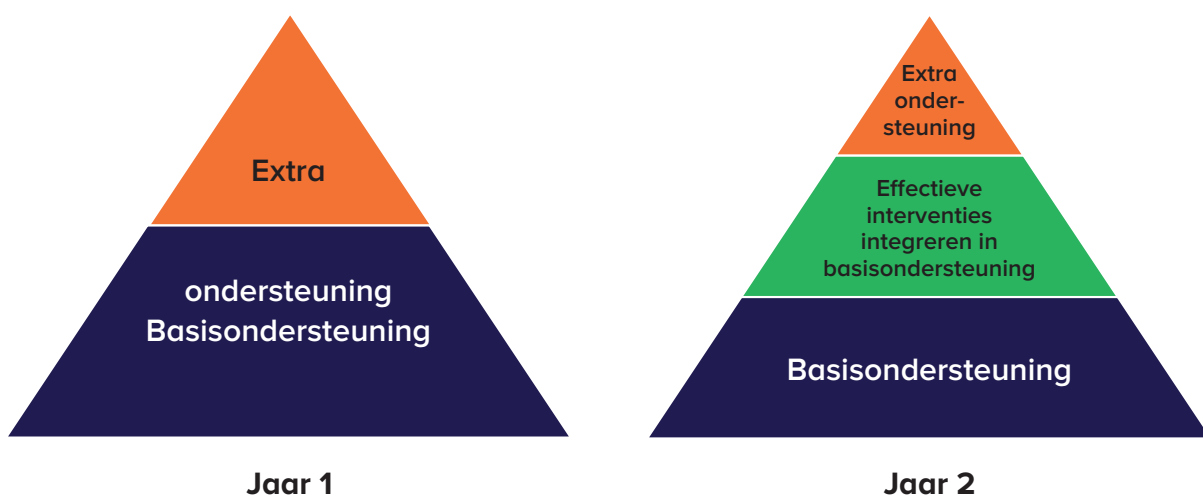 Extra
ondersteuning
Basisondersteuning
Jaar 1
Extra
onder-
steuning
Effectieve
interventies
integreren in
basisondersteuning
Basisondersteuning
Jaar 2